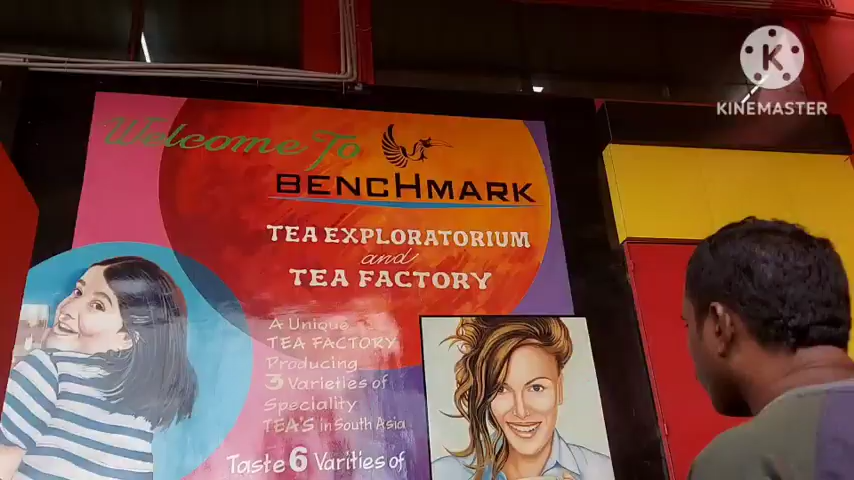 KINEMASTER
Welcome To
BENCHMARK
TEA EXPLORATORIUM
and
TEA FACTORY
A Unique
TEA FACTORY
Producing
3 Varieties of
Speciality
TEA'S in South Asia
Taste 6 Varities of